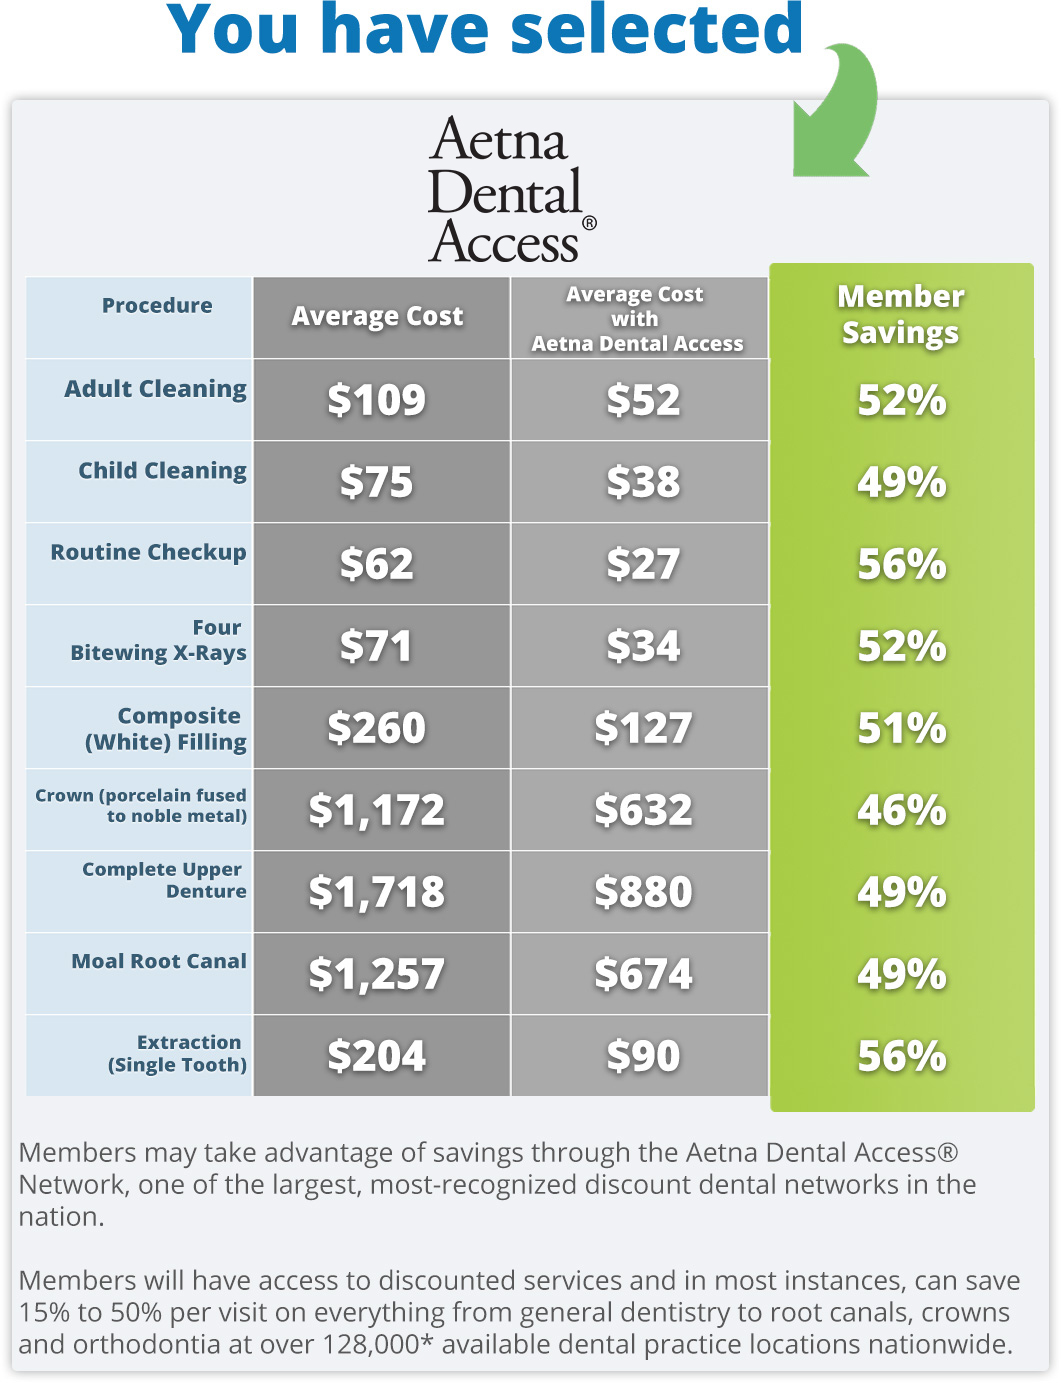 You have selected
Aetna
Dental
Access®
Procedure
Average Cost
Average Cost
with
Aetna Dental Access
Member
Savings
Adult Cleaning
$109
$52
52%
Child Cleaning
$75
$38
49%
Routine Checkup
$62
$27
56%
Four
Bitewing X-Rays
$71
$34
52%
Composite
(White) Filling
$260
$127
51%
Crown (porcelain fused
to noble metal)
$1,172
$632
46%
Complete Upper
Denture
$1,718
$880
49%
Moal Root Canal
$1,257
$674
49%
Extraction
(Single Tooth)
$204
$90
56%
Members may take advantage of savings through the Aetna Dental Access®
Network, one of the largest, most-recognized discount dental networks in the
nation.
Members will have access to discounted services and in most instances, can save
15% to 50% per visit on everything from general dentistry to root canals, crowns
and orthodontia at over 128,000* available dental practice locations nationwide.